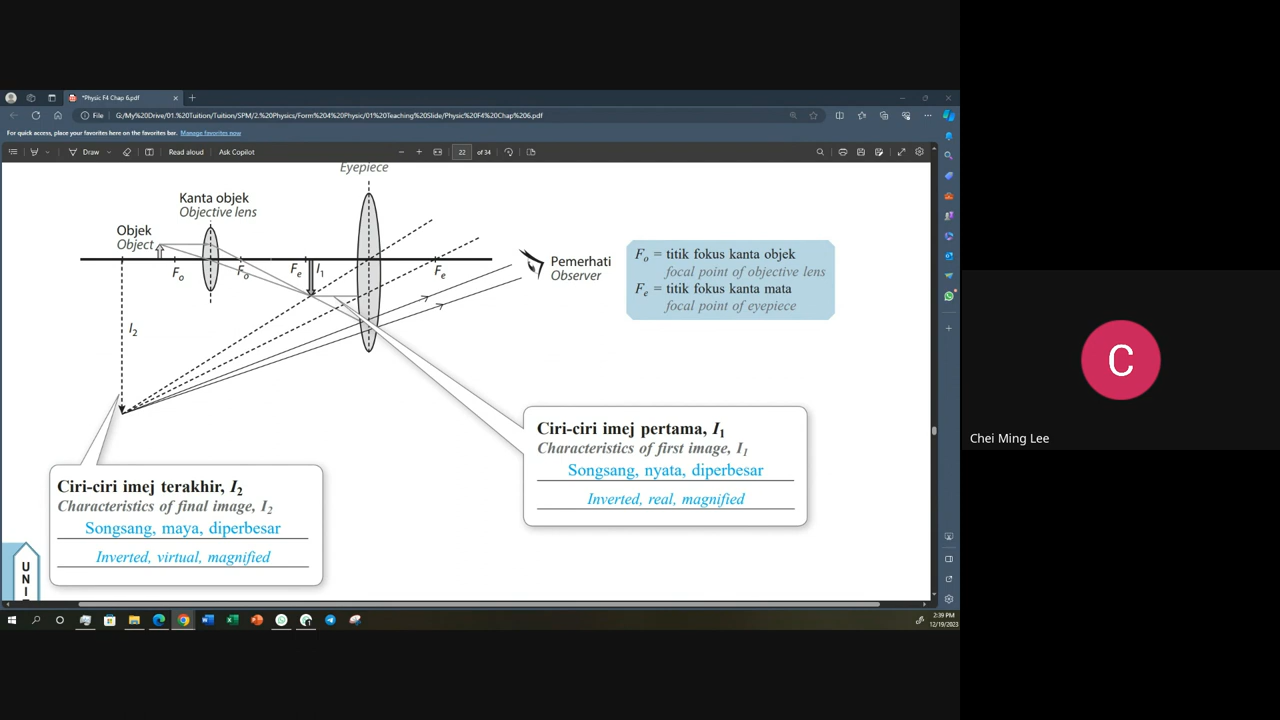 *Physic F4 Chap 6.pdf
File
G:/My%20Drive/01.%20Tuition/Tuition/SPM/2.%20Physics/Form%204%20Physic/01%20Teaching%20Slide/Physic%20F4%20Chap%206.pdf
For quick access, place your favorites here on the favorites bar. Manage favorites now
Draw
Read aloud
Ask Copilot
22 of 34
Eyepiece
Kanta objek
Objective lens
Objek
Object
Fo
Fo
Fe
I1
Fe
Pemerhati
Observer
I2
Fo = titik fokus kanta objek
focal point of objective lens
Fe = titik fokus kanta mata
focal point of eyepiece
Ciri-ciri imej pertama, I1
Characteristics of first image, I1
Songsang, nyata, diperbesar
Inverted, real, magnified
Ciri-ciri imej terakhir, I2
Characteristics of final image, I2
Songsang, maya, diperbesar
Inverted, virtual, magnified
U
N
I
C
Chei Ming Lee
2:39 PM
12/19/2023